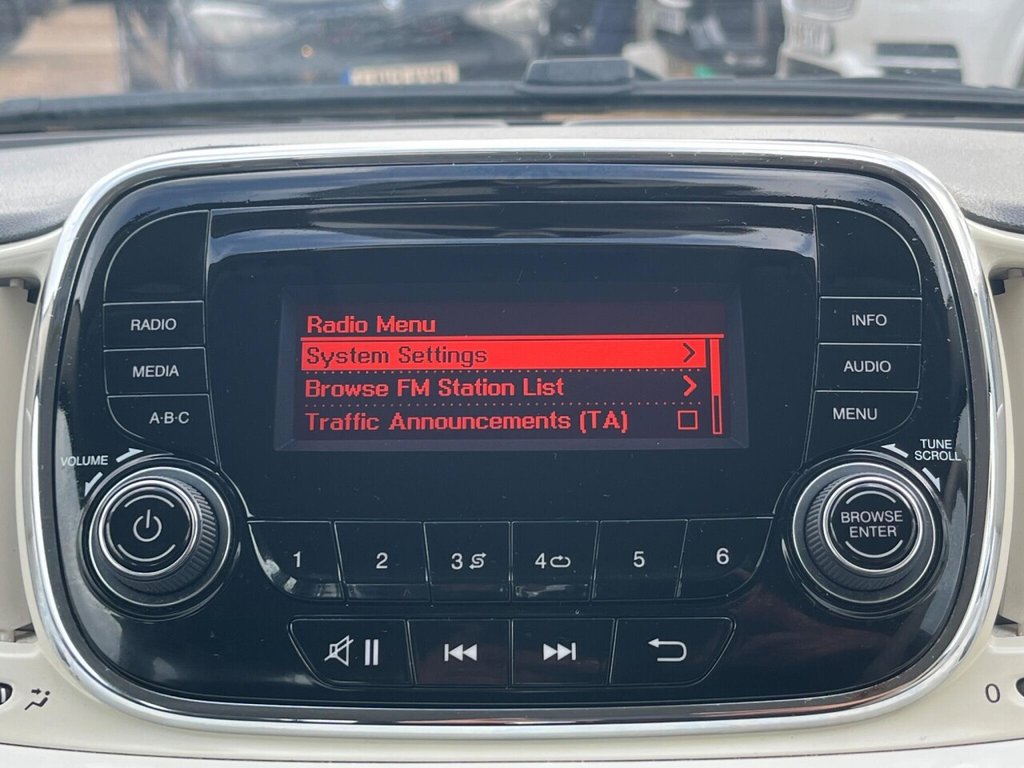 Radio Menu
System Settings
Browse FM Station List
Traffic Announcements (TA)
RADIO
MEDIA
A·B·C
INFO
AUDIO
MENU
VOLUME
TUNE
SCROLL
BROWSE
ENTER
1 2 3 4 5 6
0